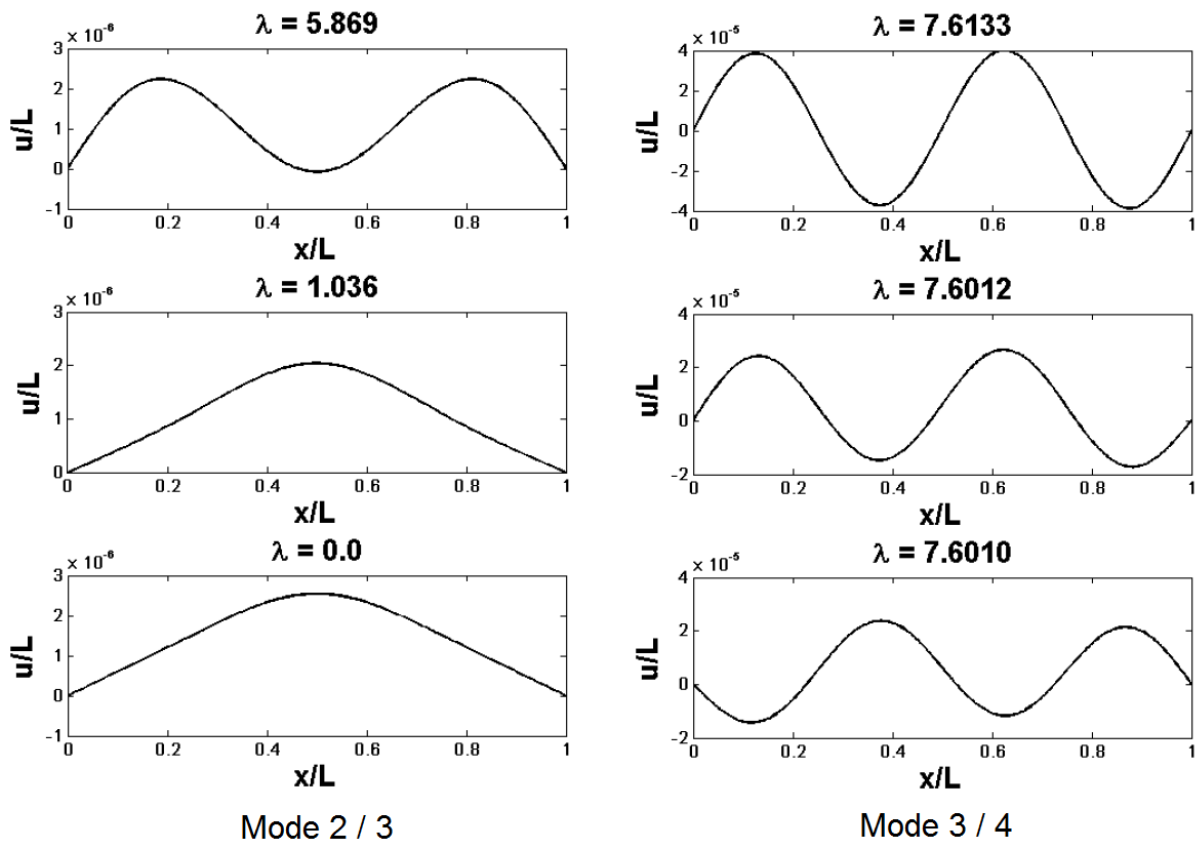 λ = 5.869
× 10⁻⁶
3
2
1
0
-1
u/L
0 0.2 0.4 0.6 0.8 1
x/L
λ = 1.036
× 10⁻⁶
3
2
1
0
u/L
0 0.2 0.4 0.6 0.8 1
x/L
λ = 0.0
× 10⁻⁶
3
2
1
0
-1
u/L
0 0.2 0.4 0.6 0.8 1
x/L
Mode 2 / 3
λ = 7.6133
× 10⁻⁵
4
2
0
-2
-4
u/L
0 0.2 0.4 0.6 0.8 1
x/L
λ = 7.6012
× 10⁻⁵
4
2
0
-2
u/L
0 0.2 0.4 0.6 0.8 1
x/L
λ = 7.6010
× 10⁻⁵
4
2
0
-2
u/L
0 0.2 0.4 0.6 0.8 1
x/L
Mode 3 / 4